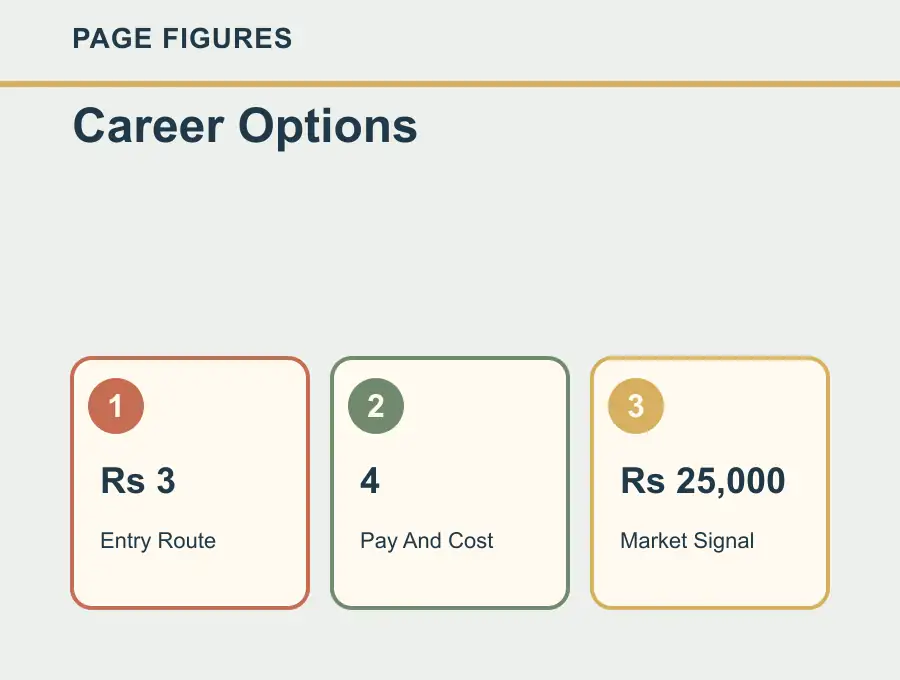 PAGE FIGURES
Career Options
1
Rs 3
Entry Route
2
4
Pay And Cost
3
Rs 25,000
Market Signal